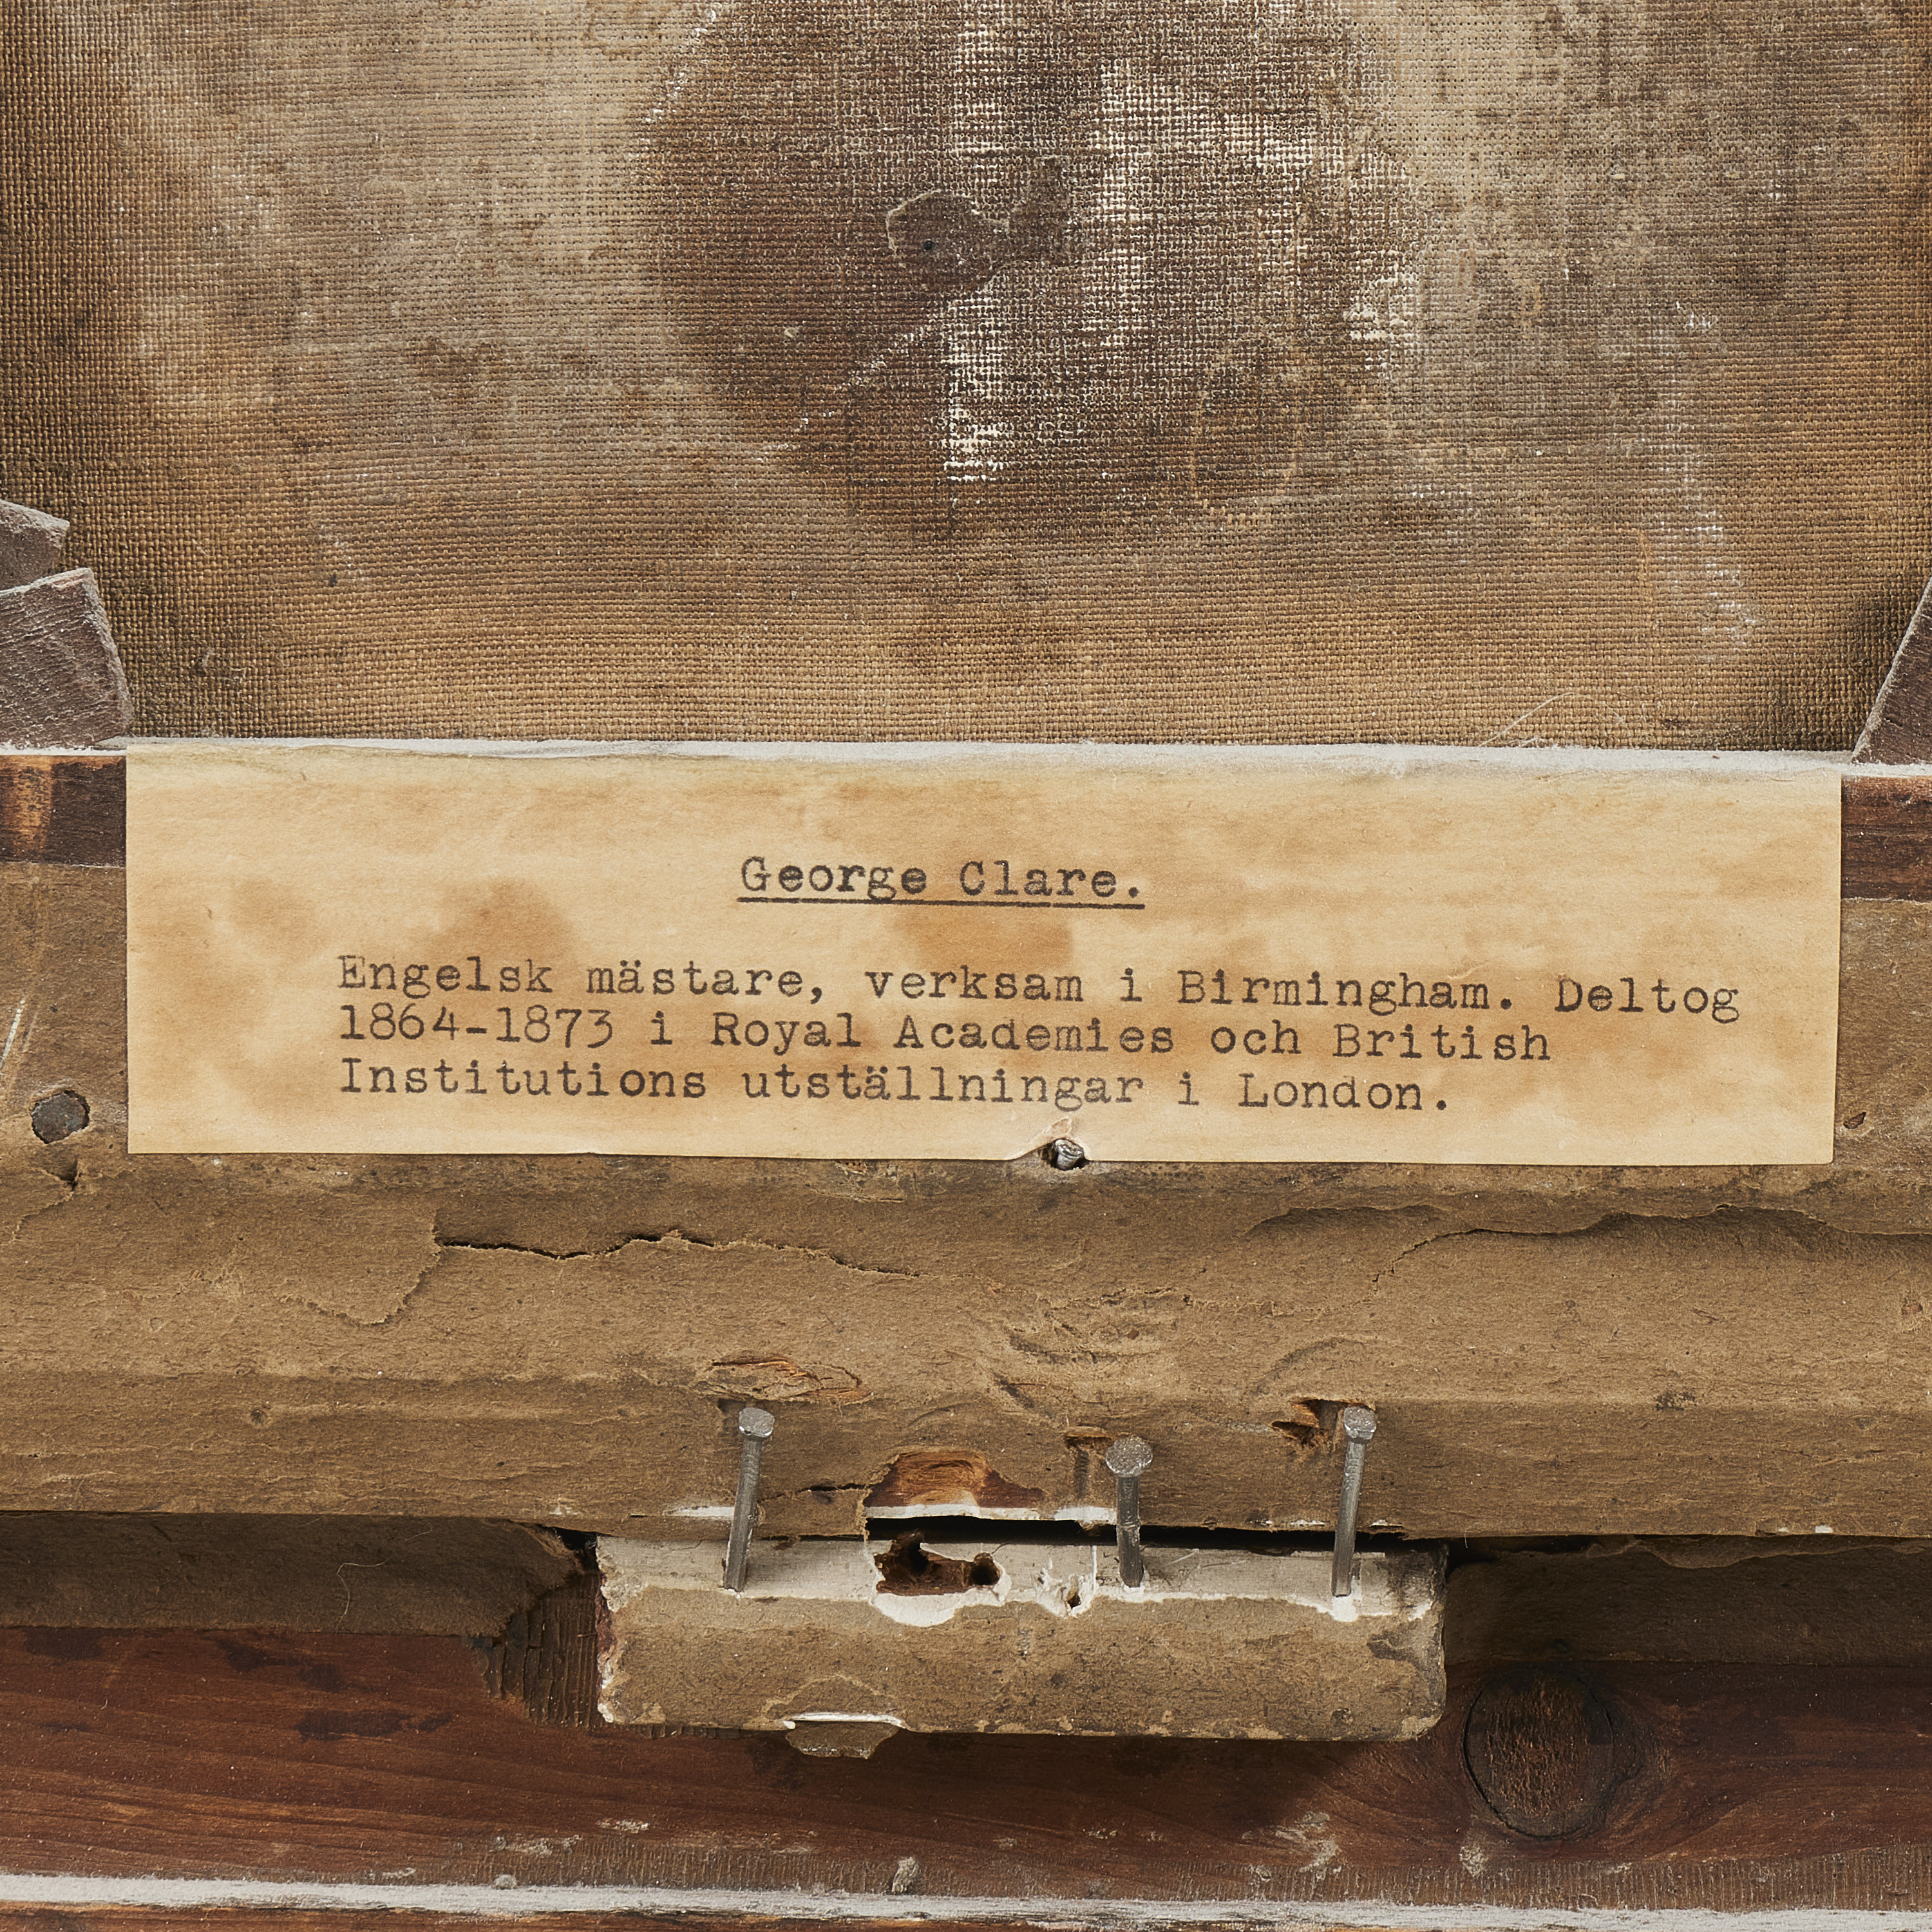 George Clare.
Engelsk mästare, verksam i Birmingham. Deltog
1864-1873 i Royal Academies och British
Institutions utställningar i London.